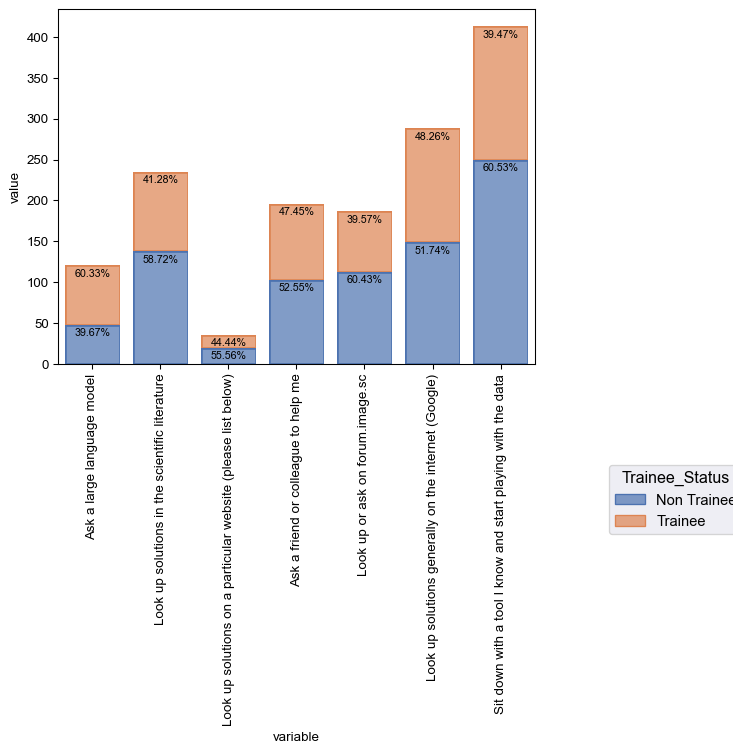 value
400
350
300
250
200
150
100
50
0
60.33%
39.67%
41.28%
58.72%
44.44%
55.56%
47.45%
52.55%
39.57%
60.43%
48.26%
51.74%
39.47%
60.53%
Ask a large language model
Look up solutions in the scientific literature
Look up solutions on a particular website (please list below)
Ask a friend or colleague to help me
Look up or ask on forum.image.sc
Look up solutions generally on the internet (Google)
Sit down with a tool I know and start playing with the data
variable
Trainee_Status
Non Trainee
Trainee